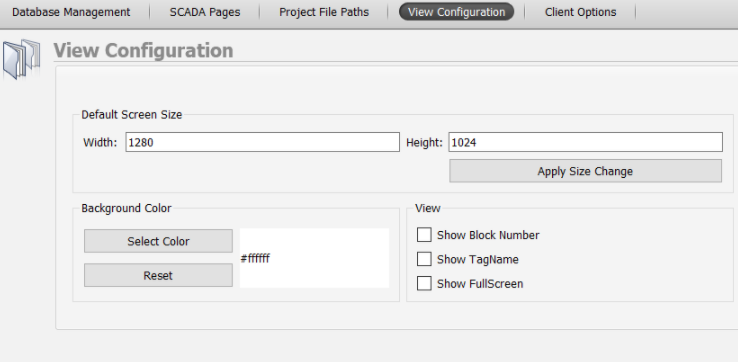 Database Management SCADA Pages Project File Paths View Configuration Client Options
View Configuration
Default Screen Size
Width: 1280 Height: 1024
Apply Size Change
Background Color
Select Color
#ffffff
Reset
View
Show Block Number
Show TagName
Show FullScreen